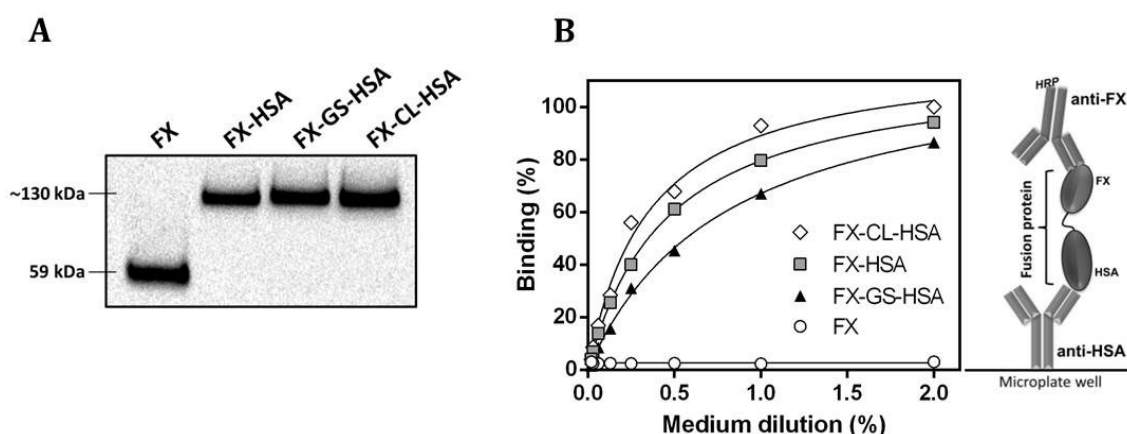 A
FX
FX-HSA
FX-GS-HSA
FX-CL-HSA
~130 kDa
59 kDa
B
Binding (%)
100
80
60
40
20
0
0.0
0.5
1.0
1.5
2.0
Medium dilution (%)
FX-CL-HSA
FX-HSA
FX-GS-HSA
FX
HRP
anti-FX
FX
Fusion protein
HSA
anti-HSA
Microplate well